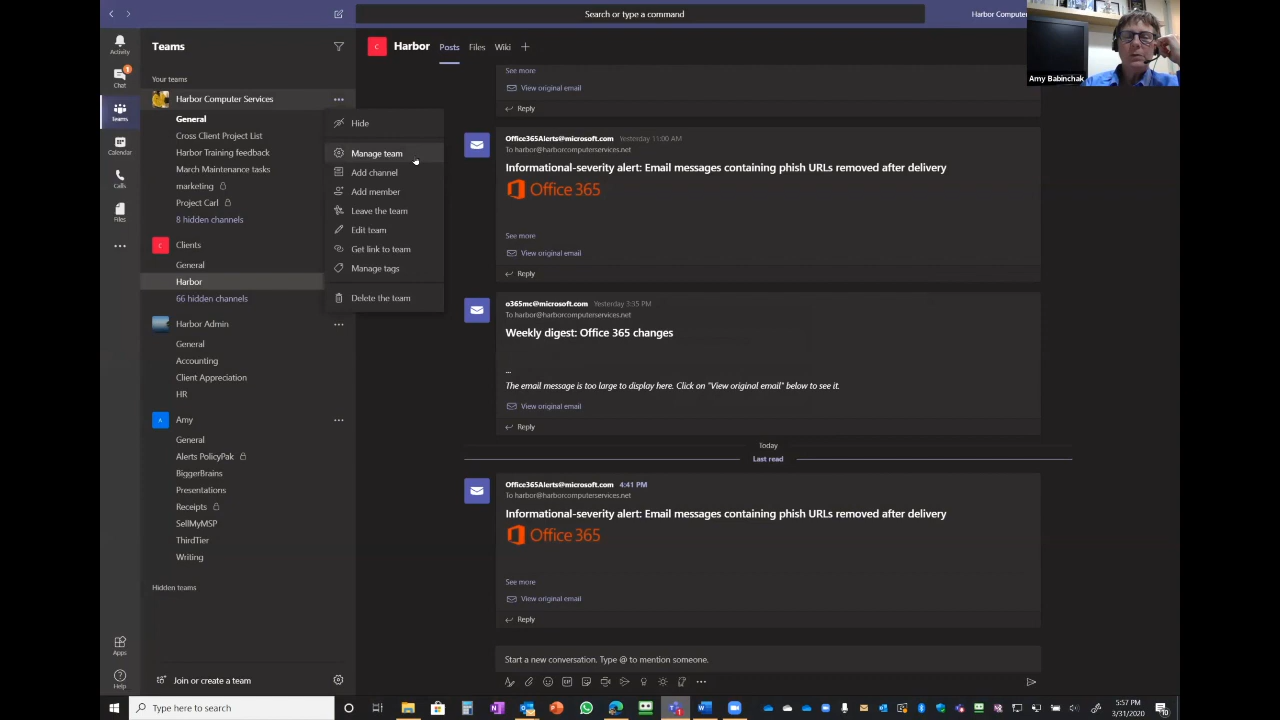 Search or type a command
Harbor Computer
Amy Babinchak
Activity
Chat
1
Teams
Calendar
Calls
Files
Apps
Help
Teams
Your teams
Harbor Computer Services
General
Cross Client Project List
Harbor Training feedback
March Maintenance tasks
marketing
Project Carl
8 hidden channels
C
Clients
General
Harbor
66 hidden channels
Harbor Admin
General
Accounting
Client Appreciation
HR
A
Amy
General
Alerts PolicyPak
BiggerBrains
Presentations
Receipts
SellMyMSP
ThirdTier
Writing
Hidden teams
Join or create a team
Hide
Manage team
Add channel
Add member
Leave the team
Edit team
Get link to team
Manage tags
Delete the team
C
Harbor
Posts
Files
Wiki
See more
View original email
Reply
Office365Alerts@microsoft.com Yesterday 11:00 AM
To harbor@harborcomputerservices.net
Informational-severity alert: Email messages containing phish URLs removed after delivery
Office 365
See more
View original email
Reply
o365mc@microsoft.com Yesterday 3:35 PM
To harbor@harborcomputerservices.net
Weekly digest: Office 365 changes
...
The email message is too large to display here. Click on "View original email" below to see it.
View original email
Reply
Today
Last read
Office365Alerts@microsoft.com 4:41 PM
To harbor@harborcomputerservices.net
Informational-severity alert: Email messages containing phish URLs removed after delivery
Office 365
See more
View original email
Reply
Start a new conversation. Type @ to mention someone.
GIF
Type here to search
5:57 PM
3/31/2020